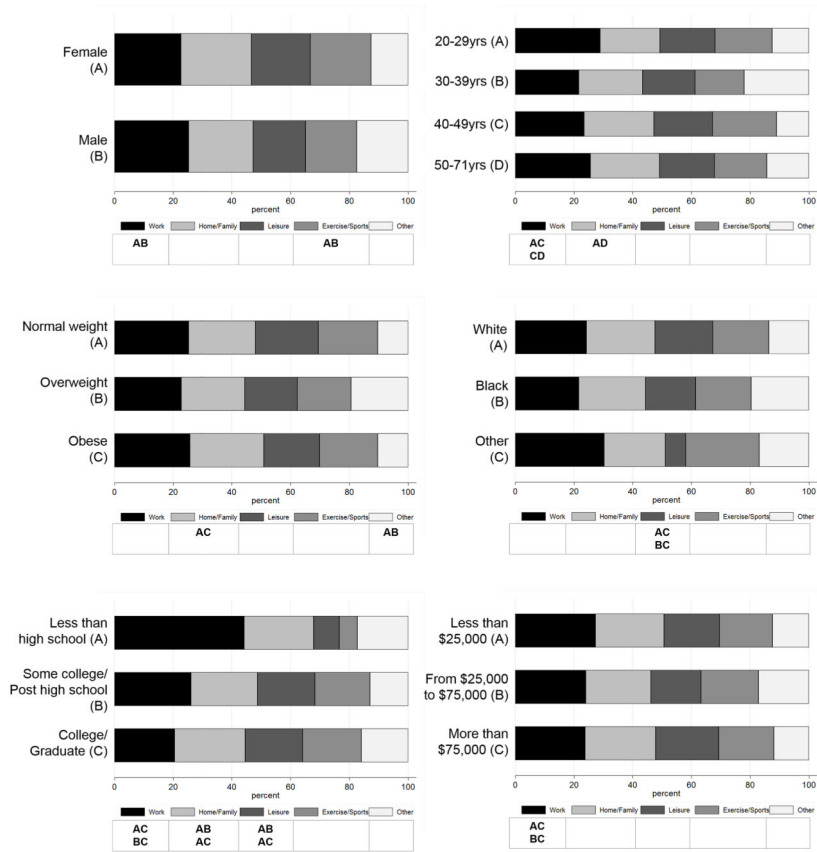 Female
(A)
Male
(B)
0 20 40 60 80 100
percent
Work Home/Family Leisure Exercise/Sports Other
AB AB
20-29yrs (A)
30-39yrs (B)
40-49yrs (C)
50-71yrs (D)
0 20 40 60 80 100
percent
Work Home/Family Leisure Exercise/Sports Other
AC AD
CD
Normal weight
(A)
Overweight
(B)
Obese
(C)
0 20 40 60 80 100
percent
Work Home/Family Leisure Exercise/Sports Other
AC AB
White
(A)
Black
(B)
Other
(C)
0 20 40 60 80 100
percent
Work Home/Family Leisure Exercise/Sports Other
AC
BC
Less than
high school (A)
Some college/
Post high school
(B)
College/
Graduate (C)
0 20 40 60 80 100
percent
Work Home/Family Leisure Exercise/Sports Other
AC AB AB
BC AC AC
Less than
$25,000 (A)
From $25,000
to $75,000 (B)
More than
$75,000 (C)
0 20 40 60 80 100
percent
Work Home/Family Leisure Exercise/Sports Other
AC
BC